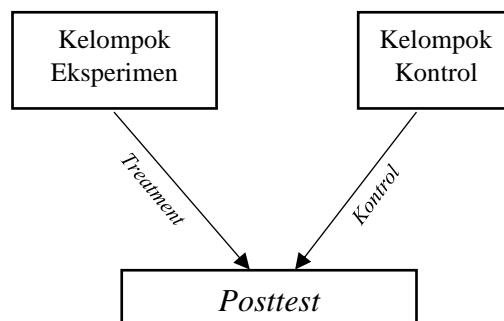 Kelompok
Eksperimen
Kelompok
Kontrol
Treatment
Kontrol
Posttest